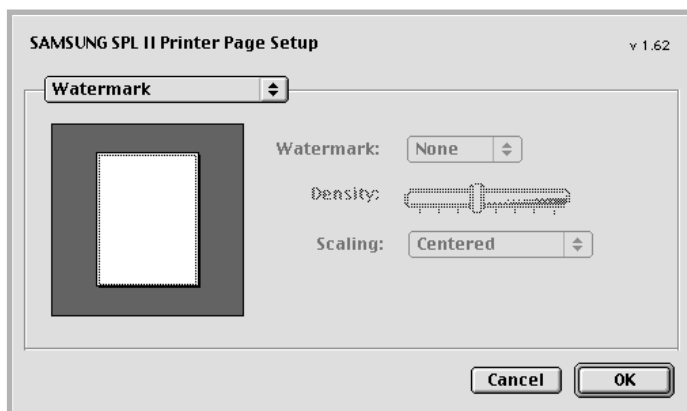 SAMSUNG SPL II Printer Page Setup
v 1.62
Watermark
Watermark:
None
Density:
Scaling:
Centered
Cancel
OK